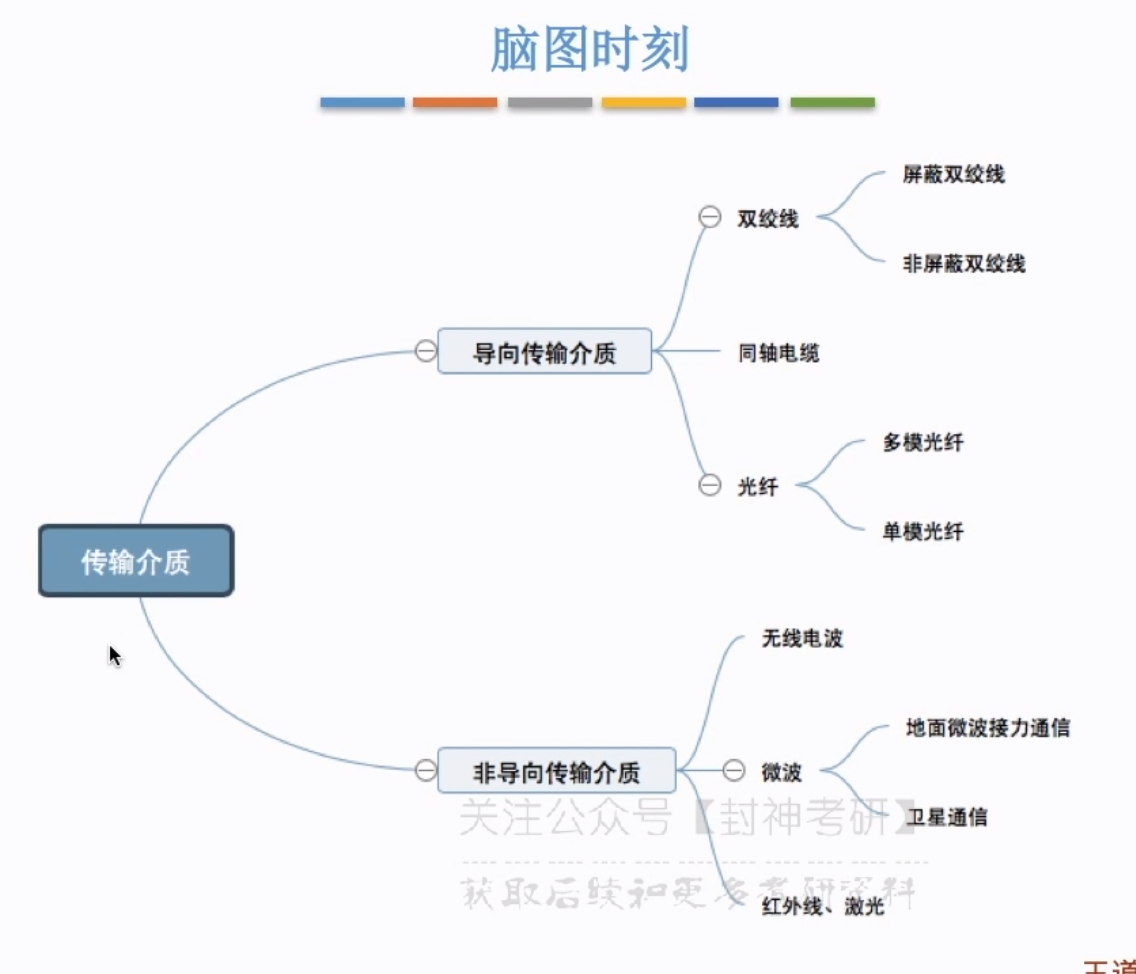 脑图时刻
屏蔽双绞线
双绞线
非屏蔽双绞线
导向传输介质
同轴电缆
多模光纤
光纤
单模光纤
传输介质
无线电波
地面微波接力通信
非导向传输介质
微波
关注公众号【封神考研】
卫星通信
获取后续和更多考研资料
红外线、激光
王道